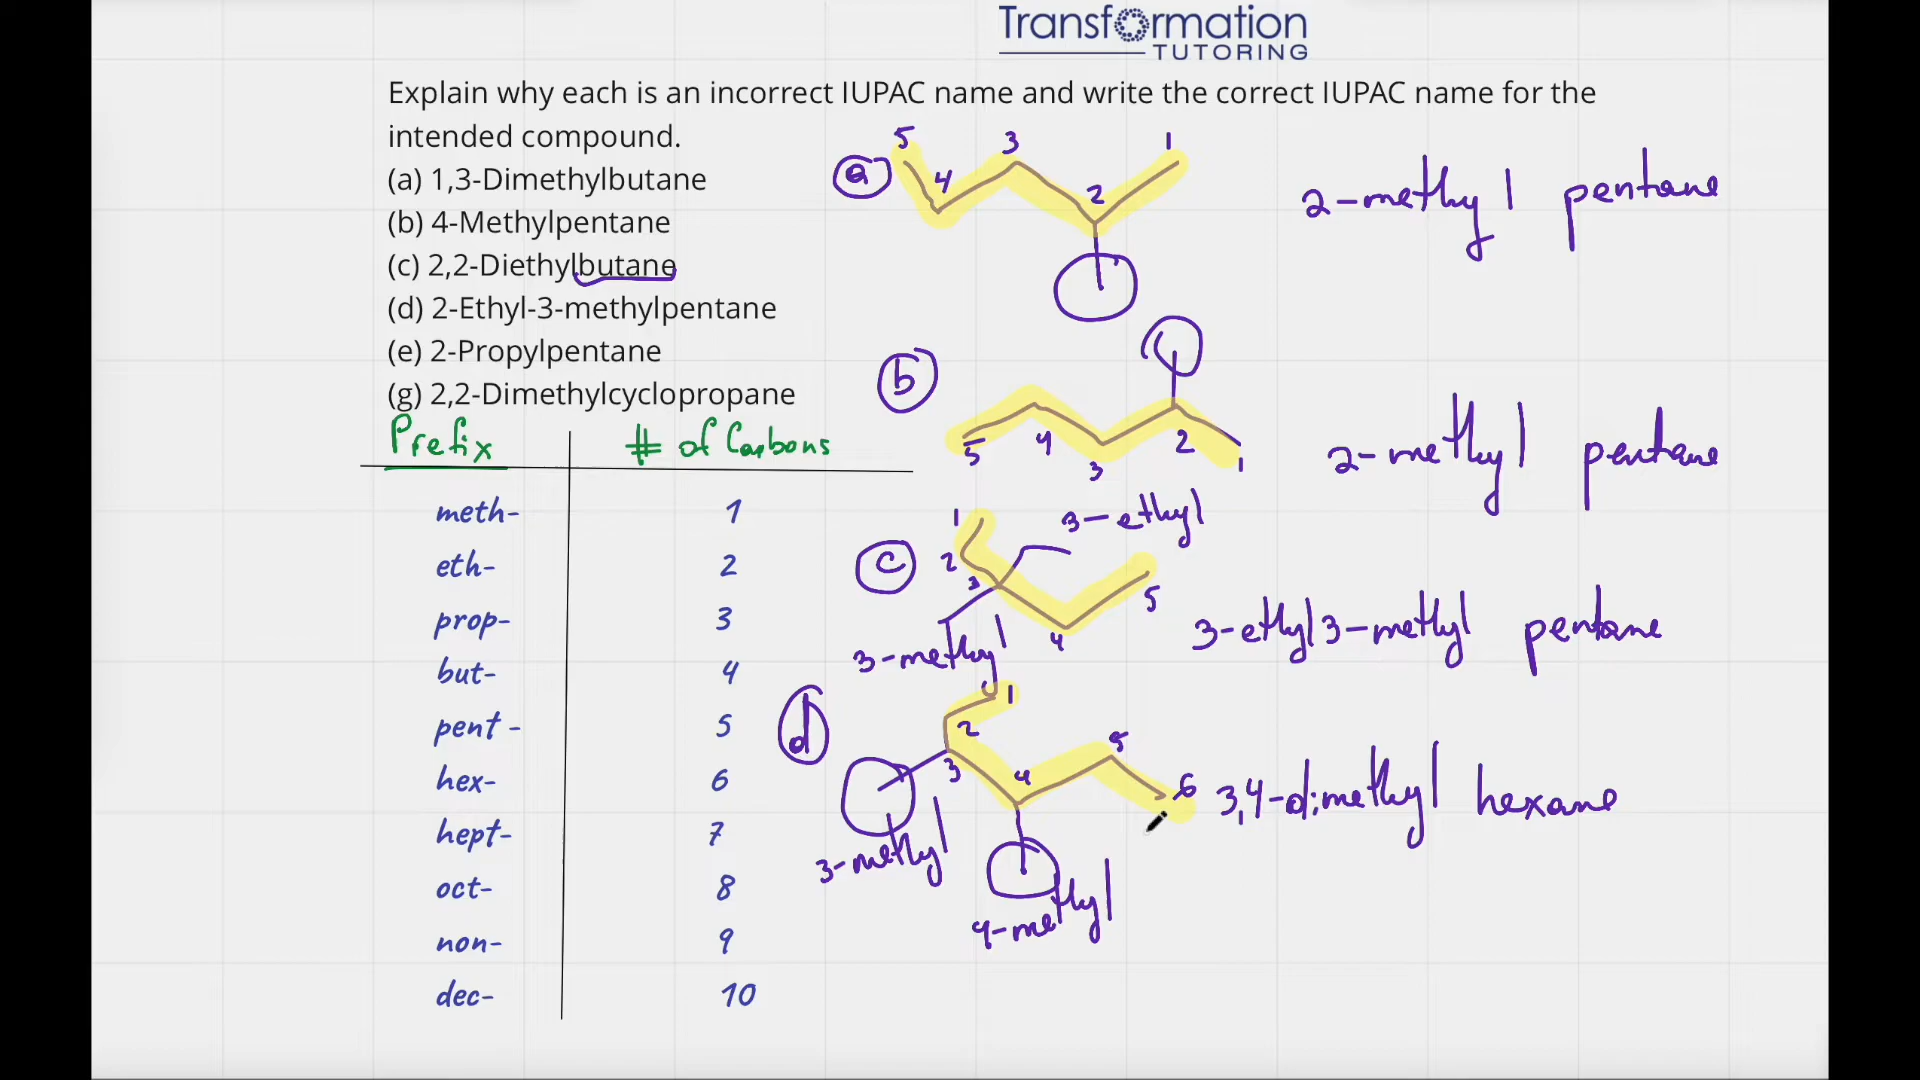 Transformation
TUTORING
Explain why each is an incorrect IUPAC name and write the correct IUPAC name for the
intended compound.
(a) 1,3-Dimethylbutane
(b) 4-Methylpentane
(c) 2,2-Diethylbutane
(d) 2-Ethyl-3-methylpentane
(e) 2-Propylpentane
(g) 2,2-Dimethylcyclopropane
Prefix # of Carbons
meth- 1
eth- 2
prop- 3
but- 4
pent - 5
hex- 6
hept- 7
oct- 8
non- 9
dec- 10
a
5 4 3 2 1
2-methyl pentane
b
5 4 3 2 1
2-methyl pentane
c
1 2 3 4 5
3-ethyl
3-methyl
3-ethyl 3-methyl pentane
d
1 2 3 4 5 6
3-methyl
4-methyl
3,4-dimethyl hexane